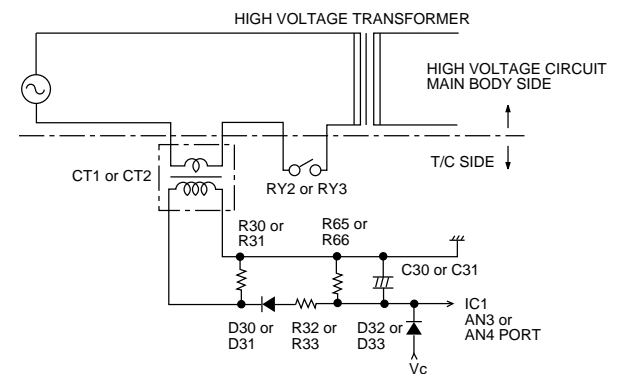 HIGH VOLTAGE TRANSFORMER
HIGH VOLTAGE CIRCUIT
MAIN BODY SIDE
T/C SIDE
CT1 or CT2
RY2 or RY3
R30 or
R31
R65 or
R66
C30 or C31
IC1
AN3 or
AN4 PORT
D30 or
D31
R32 or
R33
D32 or
D33
Vc